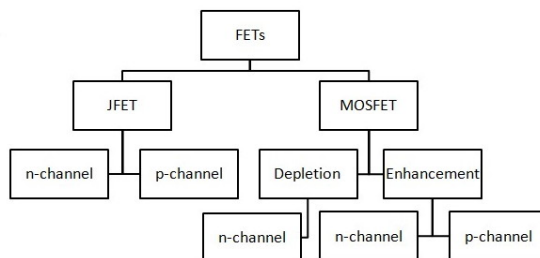 FETs
JFET
MOSFET
n-channel
p-channel
Depletion
Enhancement
n-channel
n-channel
p-channel